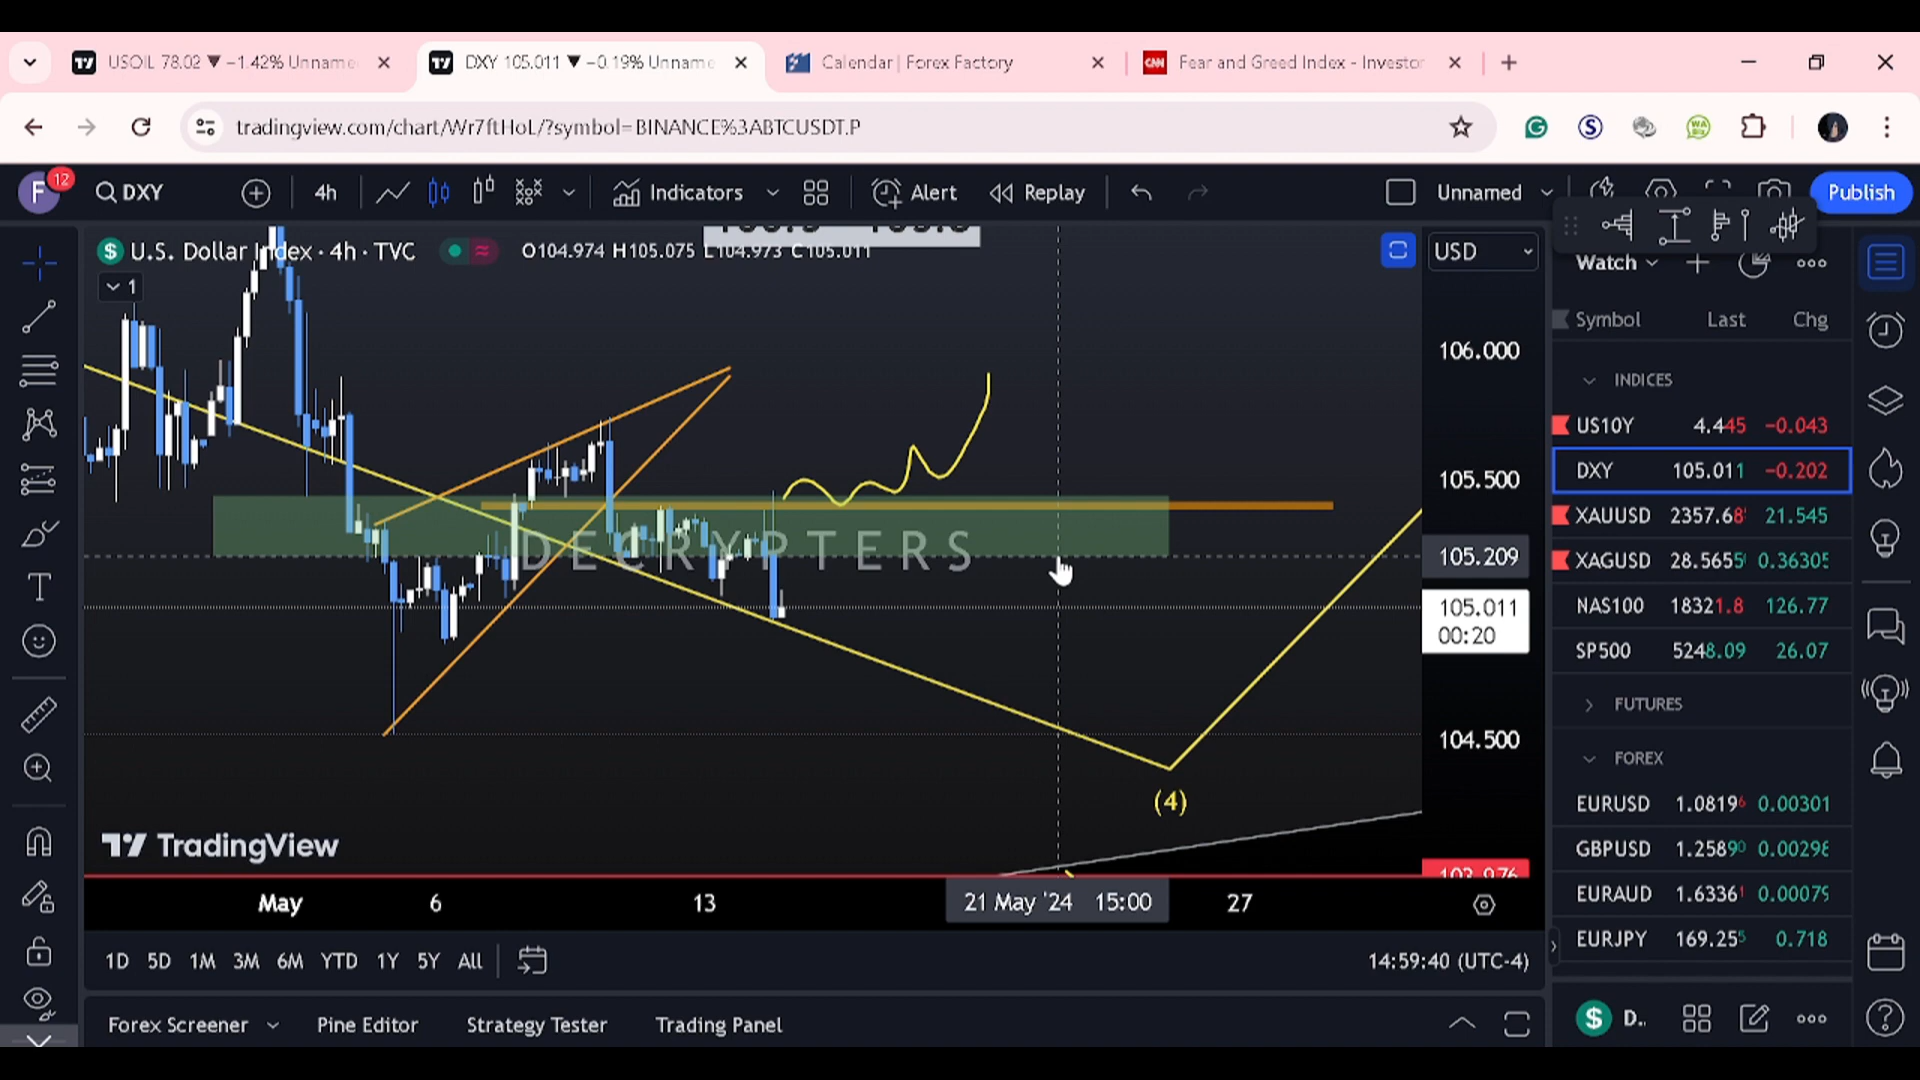 USOIL 78.02 ▼ −1.42% Unname
DXY 105.011 ▼ −0.19% Unname
Calendar | Forex Factory
CNN
Fear and Greed Index - Investor
tradingview.com/chart/Wr7ftHoL/?symbol=BINANCE%3ABTCUSDT.P
F
12
DXY
4h
Indicators
Alert
Replay
Unnamed
Publish
U.S. Dollar Index · 4h · TVC
O104.974 H105.075 L104.973 C105.011
USD
1
Watch
Symbol Last Chg
INDICES
US10Y 4.445 −0.043
DXY 105.011 −0.202
XAUUSD 2357.68 21.545
XAGUSD 28.5655 0.36305
NAS100 18321.8 126.77
SP500 5248.09 26.07
FUTURES
FOREX
EURUSD 1.08196 0.00301
GBPUSD 1.25890 0.00298
EURAUD 1.63361 0.00079
EURJPY 169.255 0.718
106.000
105.500
105.209
105.011
00:20
104.500
103.976
DECRYPTERS
(4)
TradingView
May 6 13 21 May '24 15:00 27
1D 5D 1M 3M 6M YTD 1Y 5Y All
14:59:40 (UTC-4)
Forex Screener Pine Editor Strategy Tester Trading Panel
D..